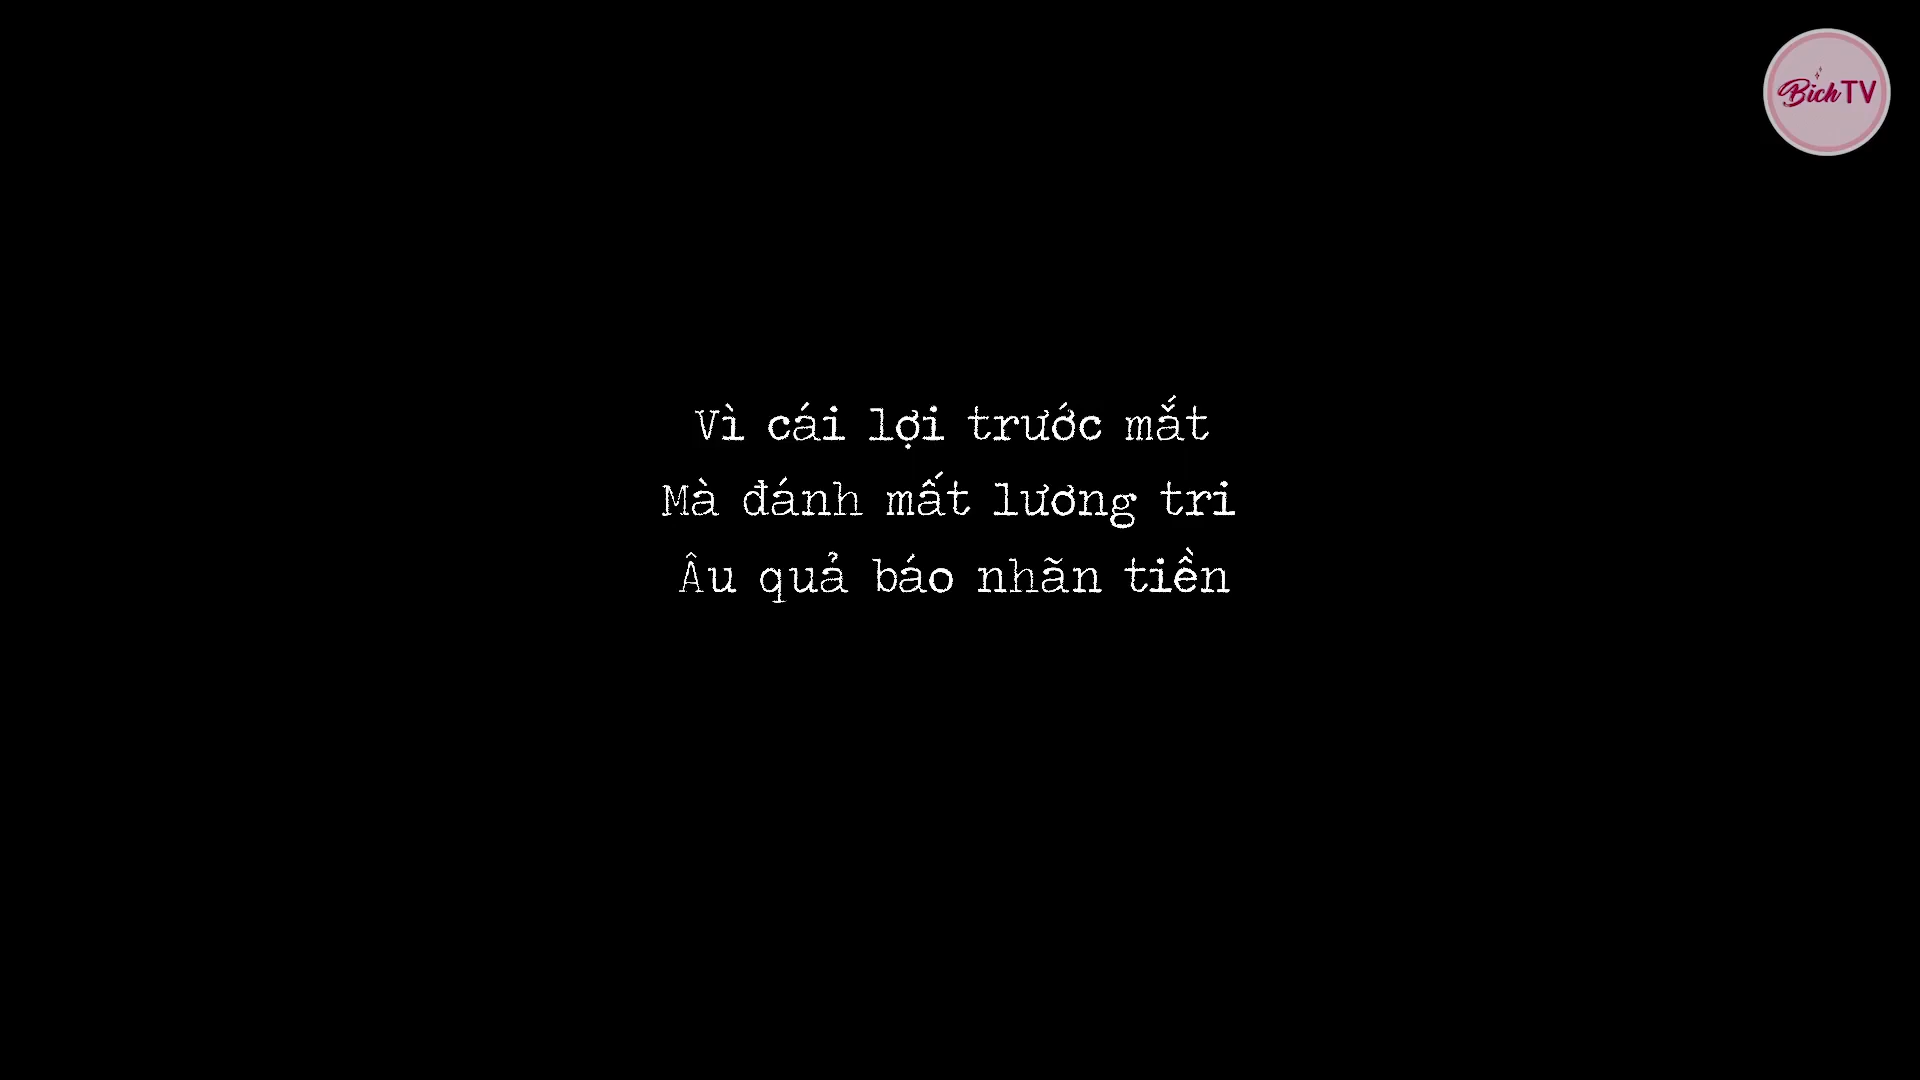 BichTV
Vì cái lợi trước mắt
Mà đánh mất lương tri
Âu quả báo nhãn tiền